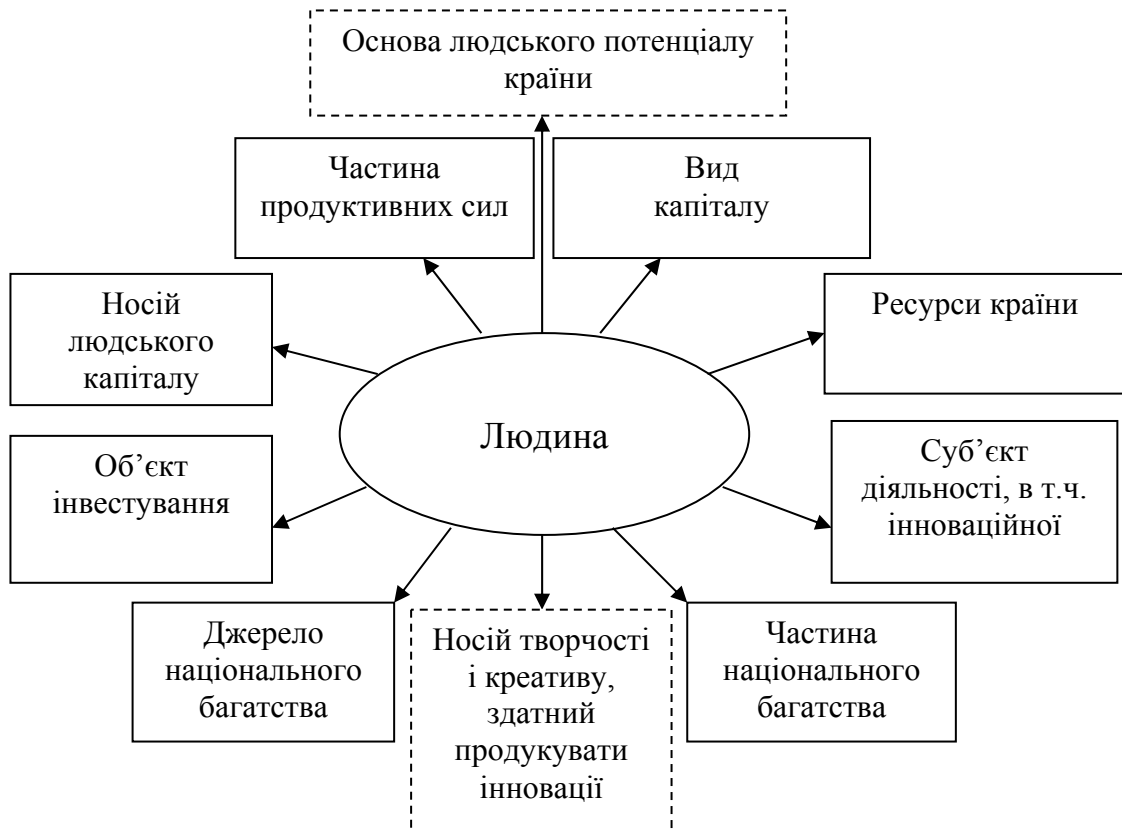 Основа людського потенціалу
країни
Частина
продуктивних сил
Вид
капіталу
Носій
людського
капіталу
Ресурси країни
Людина
Об’єкт
інвестування
Суб’єкт
діяльності, в т.ч.
інноваційної
Джерело
національного
багатства
Носій творчості
і креативу,
здатний
продукувати
інновації
Частина
національного
багатства